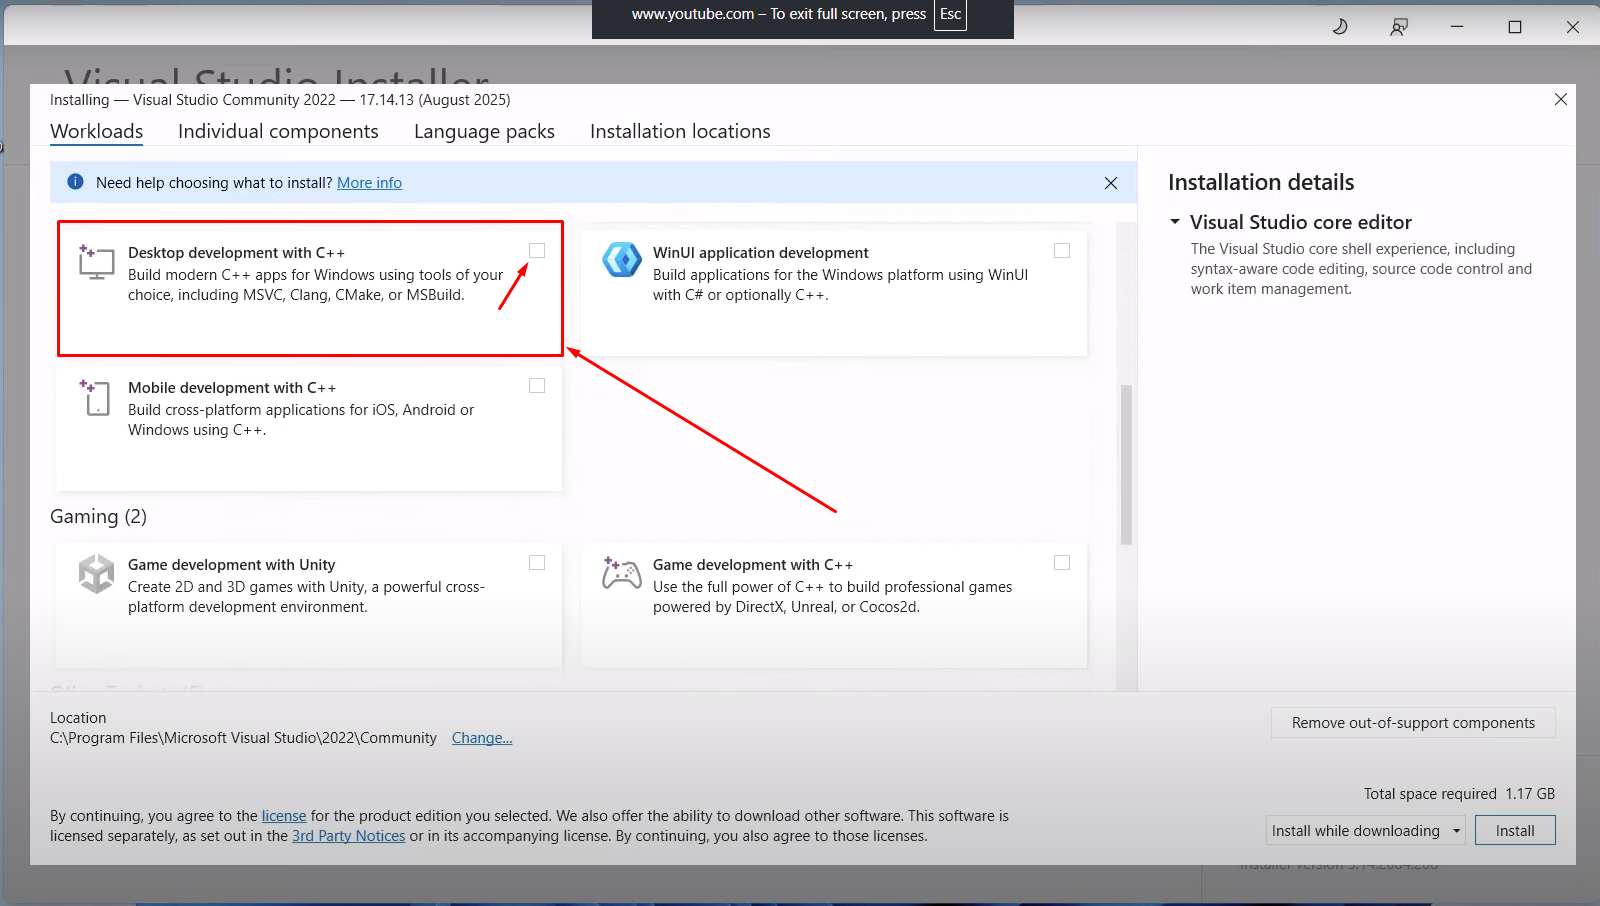 www.youtube.com – To exit full screen, press Esc
Visual Studio Installer
Installing — Visual Studio Community 2022 — 17.14.13 (August 2025)
Workloads Individual components Language packs Installation locations
Need help choosing what to install? More info
Desktop development with C++
Build modern C++ apps for Windows using tools of your
choice, including MSVC, Clang, CMake, or MSBuild.
WinUI application development
Build applications for the Windows platform using WinUI
with C# or optionally C++.
Mobile development with C++
Build cross-platform applications for iOS, Android or
Windows using C++.
Gaming (2)
Game development with Unity
Create 2D and 3D games with Unity, a powerful cross-
platform development environment.
Game development with C++
Use the full power of C++ to build professional games
powered by DirectX, Unreal, or Cocos2d.
Installation details
Visual Studio core editor
The Visual Studio core shell experience, including
syntax-aware code editing, source code control and
work item management.
Location
C:\Program Files\Microsoft Visual Studio\2022\Community Change...
Remove out-of-support components
Total space required 1.17 GB
By continuing, you agree to the license for the product edition you selected. We also offer the ability to download other software. This software is
licensed separately, as set out in the 3rd Party Notices or in its accompanying license. By continuing, you also agree to those licenses.
Install while downloading
Install